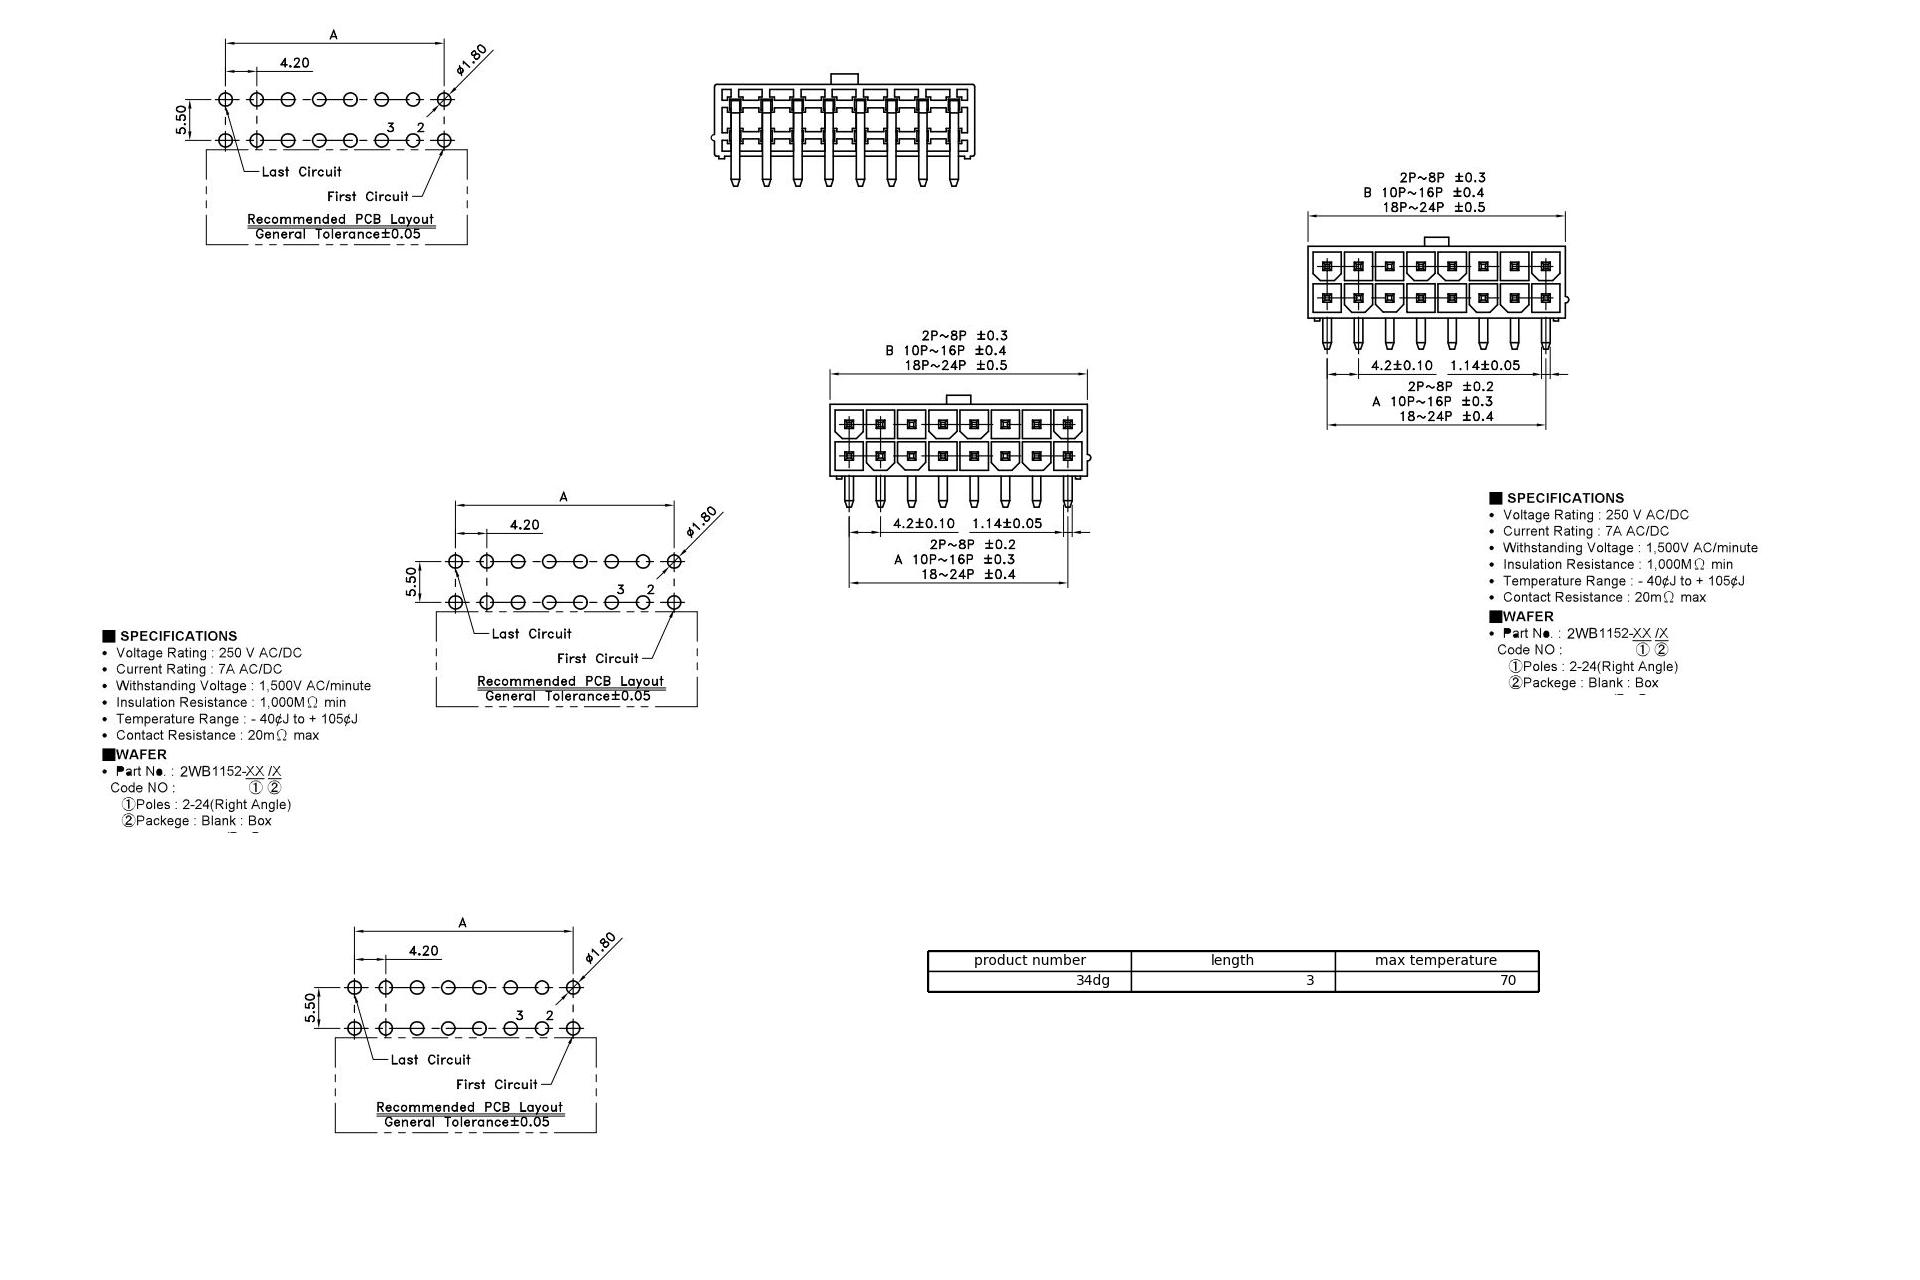 A
4.20
ø1.80
5.50
3 2
Last Circuit
First Circuit
Recommended PCB Layout
General Tolerance±0.05
2P~8P ±0.3
B 10P~16P ±0.4
18P~24P ±0.5
4.2±0.10 1.14±0.05
2P~8P ±0.2
A 10P~16P ±0.3
18~24P ±0.4
2P~8P ±0.3
B 10P~16P ±0.4
18P~24P ±0.5
4.2±0.10 1.14±0.05
2P~8P ±0.2
A 10P~16P ±0.3
18~24P ±0.4
A
4.20
ø1.80
5.50
3 2
Last Circuit
First Circuit
Recommended PCB Layout
General Tolerance±0.05
■ SPECIFICATIONS
• Voltage Rating : 250 V AC/DC
• Current Rating : 7A AC/DC
• Withstanding Voltage : 1,500V AC/minute
• Insulation Resistance : 1,000MΩ min
• Temperature Range : - 40¢J to + 105¢J
• Contact Resistance : 20mΩ max
■WAFER
• Part No. : 2WB1152-XX /X
Code NO : ① ②
①Poles : 2-24(Right Angle)
②Packege : Blank : Box
■ SPECIFICATIONS
• Voltage Rating : 250 V AC/DC
• Current Rating : 7A AC/DC
• Withstanding Voltage : 1,500V AC/minute
• Insulation Resistance : 1,000MΩ min
• Temperature Range : - 40¢J to + 105¢J
• Contact Resistance : 20mΩ max
■WAFER
• Part No. : 2WB1152-XX /X
Code NO : ① ②
①Poles : 2-24(Right Angle)
②Packege : Blank : Box
A
4.20
ø1.80
5.50
3 2
Last Circuit
First Circuit
Recommended PCB Layout
General Tolerance±0.05
product number length max temperature
34dg 3 70